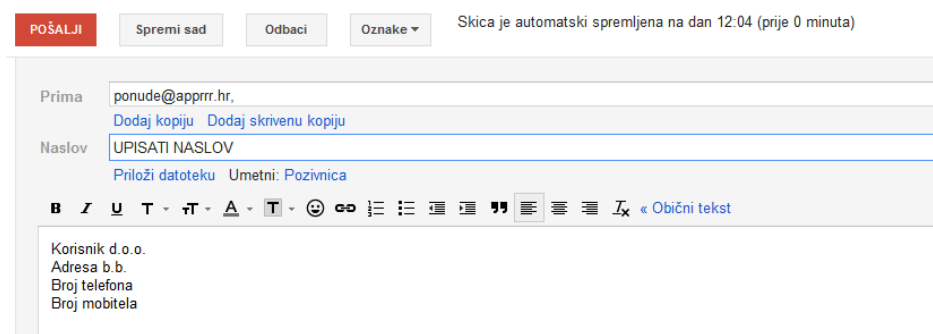 POŠALJI Spremi sad Odbaci Oznake Skica je automatski spremljena na dan 12:04 (prije 0 minuta)
Prima ponude@apprrr.hr,
Dodaj kopiju Dodaj skrivenu kopiju
Naslov UPISATI NASLOV
Priloži datoteku Umetni: Pozivnica
B I U T TT A T T « Obični tekst
Korisnik d.o.o.
Adresa b.b.
Broj telefona
Broj mobitela